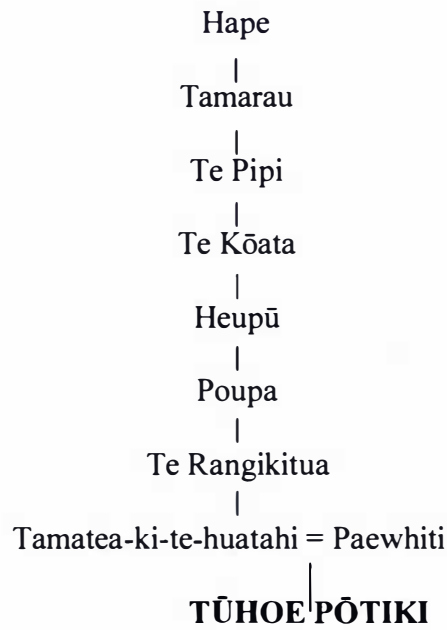 Hape
Tamarau
Te Pipi
Te Kōata
Heupū
Poupa
Te Rangikitua
Tamatea-ki-te-huatahi = Paewhiti
TŪHOE PŌTIKI